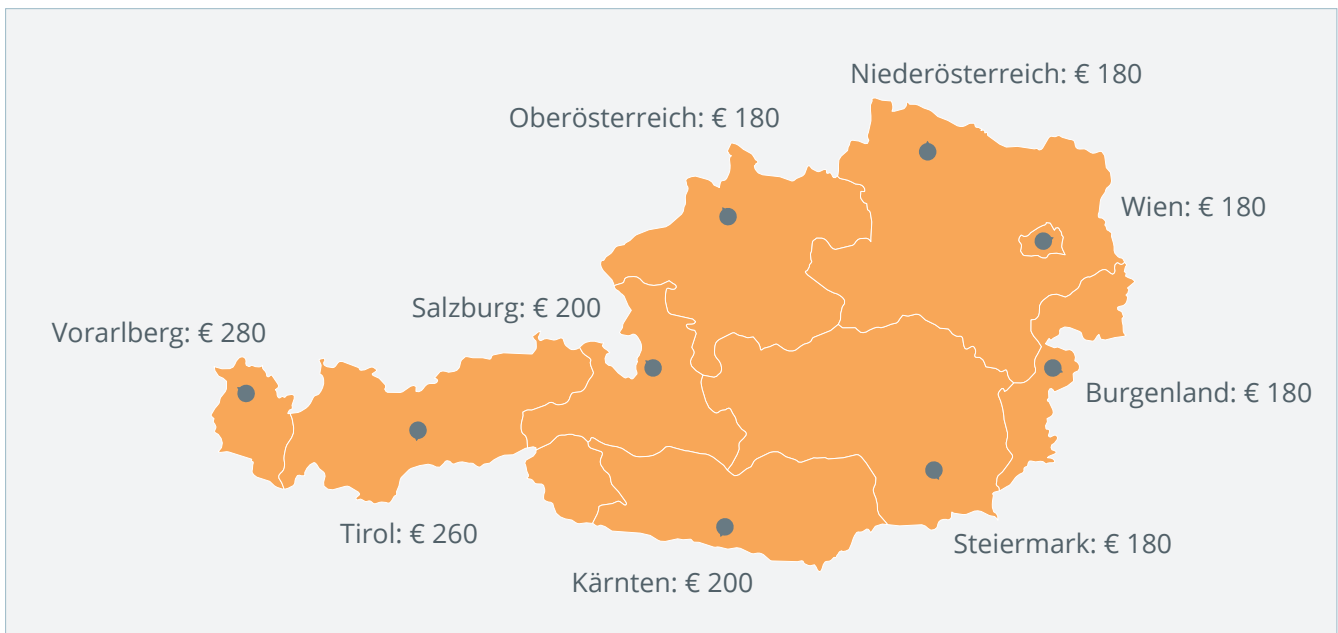 Niederösterreich: € 180
Oberösterreich: € 180
Wien: € 180
Salzburg: € 200
Vorarlberg: € 280
Burgenland: € 180
Tirol: € 260
Steiermark: € 180
Kärnten: € 200